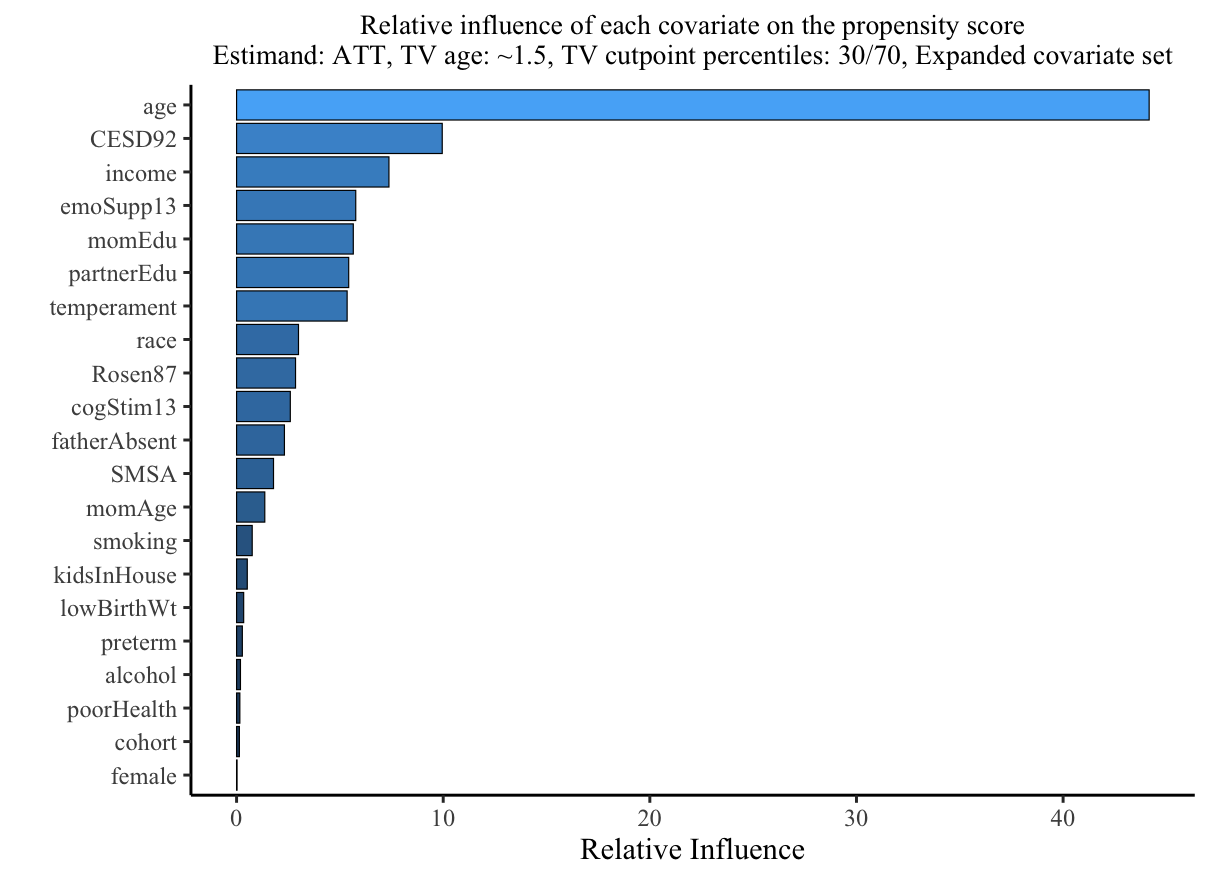 Relative influence of each covariate on the propensity score
Estimand: ATT, TV age: ~1.5, TV cutpoint percentiles: 30/70, Expanded covariate set
age
CESD92
income
emoSupp13
momEdu
partnerEdu
temperament
race
Rosen87
cogStim13
fatherAbsent
SMSA
momAge
smoking
kidsInHouse
lowBirthWt
preterm
alcohol
poorHealth
cohort
female
0 10 20 30 40
Relative Influence